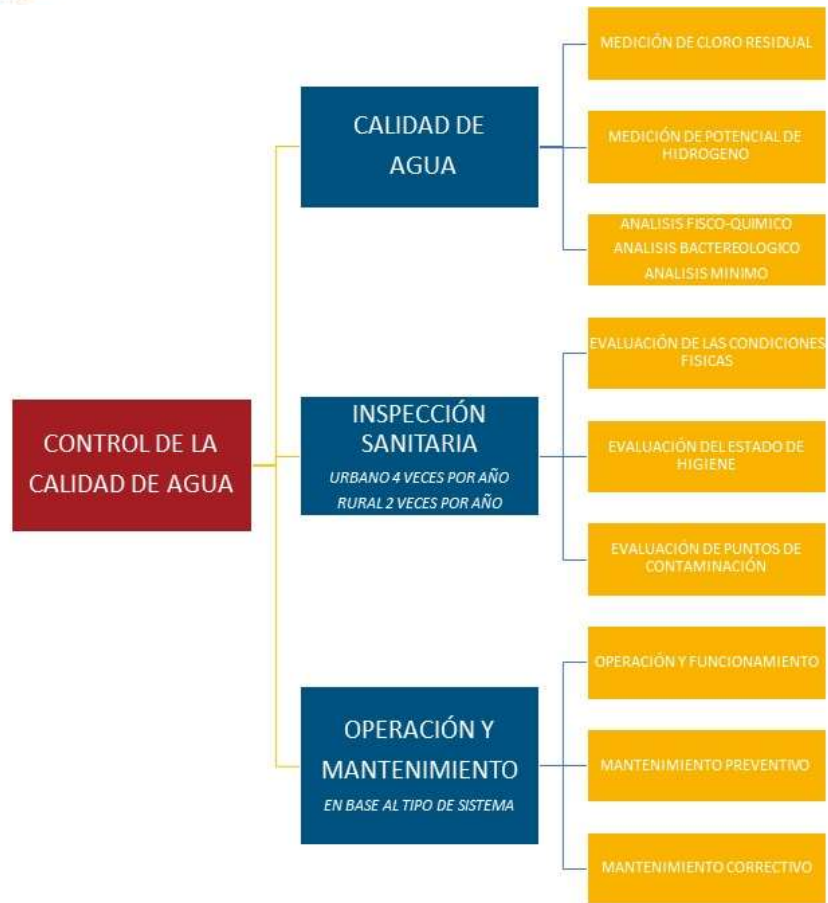 CONTROL DE LA
CALIDAD DE AGUA
CALIDAD DE
AGUA
MEDICIÓN DE CLORO RESIDUAL
MEDICIÓN DE POTENCIAL DE
HIDROGENO
ANALISIS FISCO-QUIMICO
ANALISIS BACTEREOLOGICO
ANALISIS MINIMO
INSPECCIÓN
SANITARIA
URBANO 4 VECES POR AÑO
RURAL 2 VECES POR AÑO
EVALUACIÓN DE LAS CONDICIONES
FISICAS
EVALUACIÓN DEL ESTADO DE
HIGIENE
EVALUACIÓN DE PUNTOS DE
CONTAMINACIÓN
OPERACIÓN Y
MANTENIMIENTO
EN BASE AL TIPO DE SISTEMA
OPERACIÓN Y FUNCIONAMIENTO
MANTENIMIENTO PREVENTIVO
MANTENIMIENTO CORRECTIVO